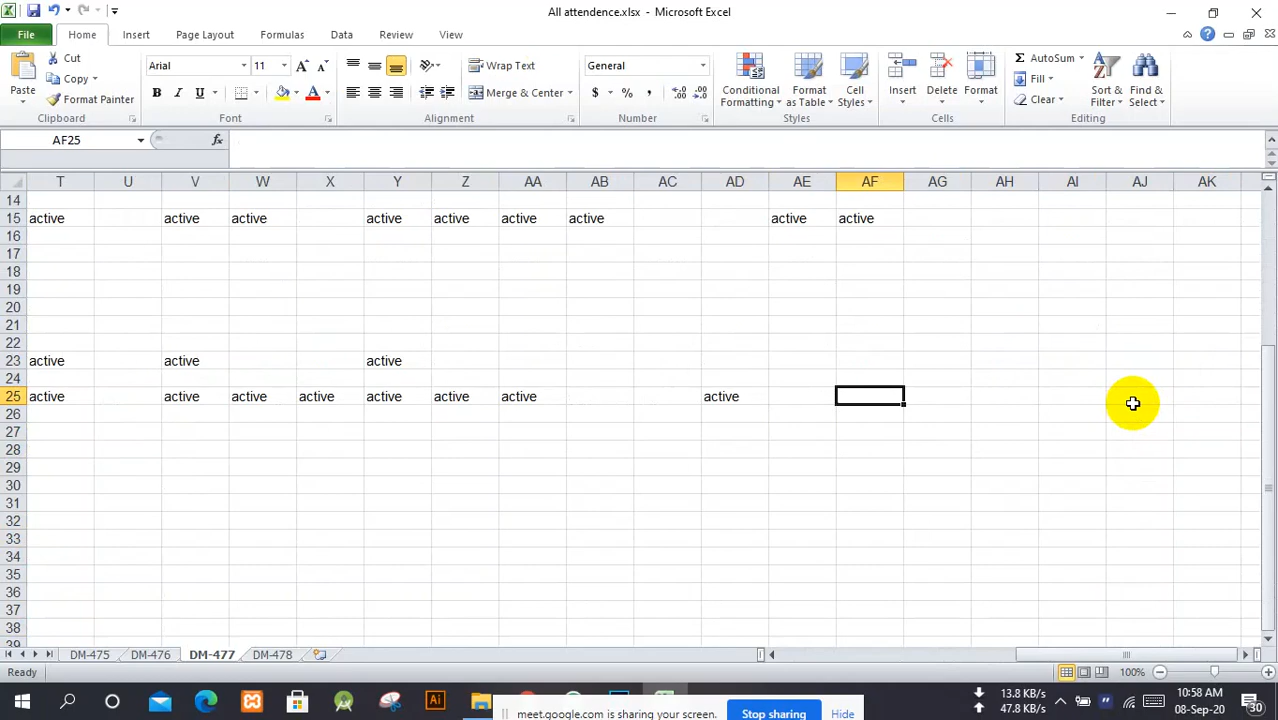 All attendence.xlsx - Microsoft Excel
File Home Insert Page Layout Formulas Data Review View
Cut
Copy
Format Painter
Paste
Clipboard
Arial 11
B I U A
Font
Wrap Text
Merge & Center
Alignment
General
$ % ,
Number
Conditional Formatting
Format as Table
Cell Styles
Styles
Insert Delete Format
Cells
Σ AutoSum
Fill
Clear
Sort & Filter
Find & Select
Editing
AF25 fx
T U V W X Y Z AA AB AC AD AE AF AG AH AI AJ AK
14
15 active active active active active active active active active
16
17
18
19
20
21
22
23 active active active
24
25 active active active active active active active active
26
27
28
29
30
31
32
33
34
35
36
37
38
39
DM-475 DM-476 DM-477 DM-478
Ready 100%
Ai
meet.google.com is sharing your screen. Stop sharing Hide
13.8 KB/s
47.8 KB/s
10:58 AM
08-Sep-20
30